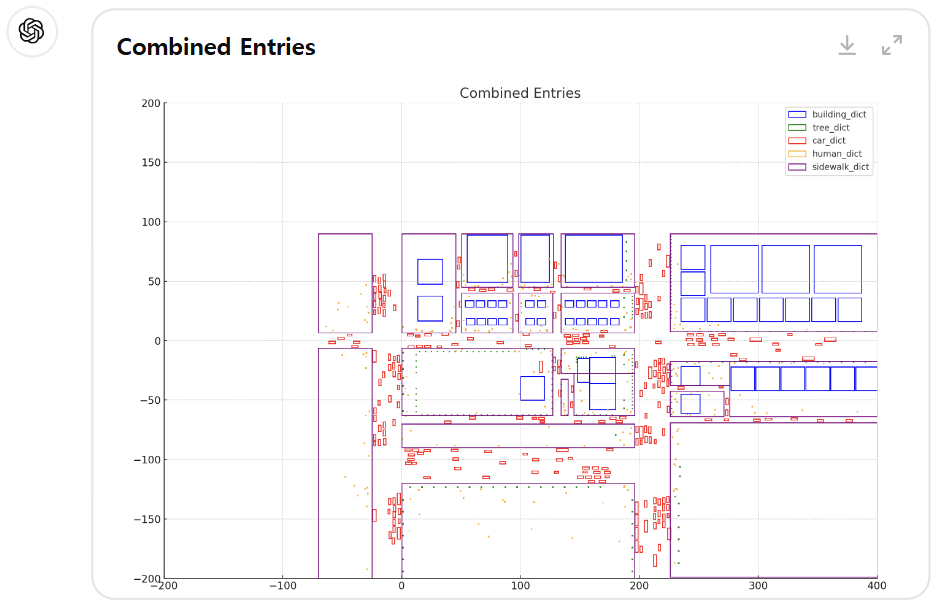 Combined Entries
Combined Entries
200
150
100
50
0
−50
−100
−150
−200
−200
−100
0
100
200
300
400
building_dict
tree_dict
car_dict
human_dict
sidewalk_dict